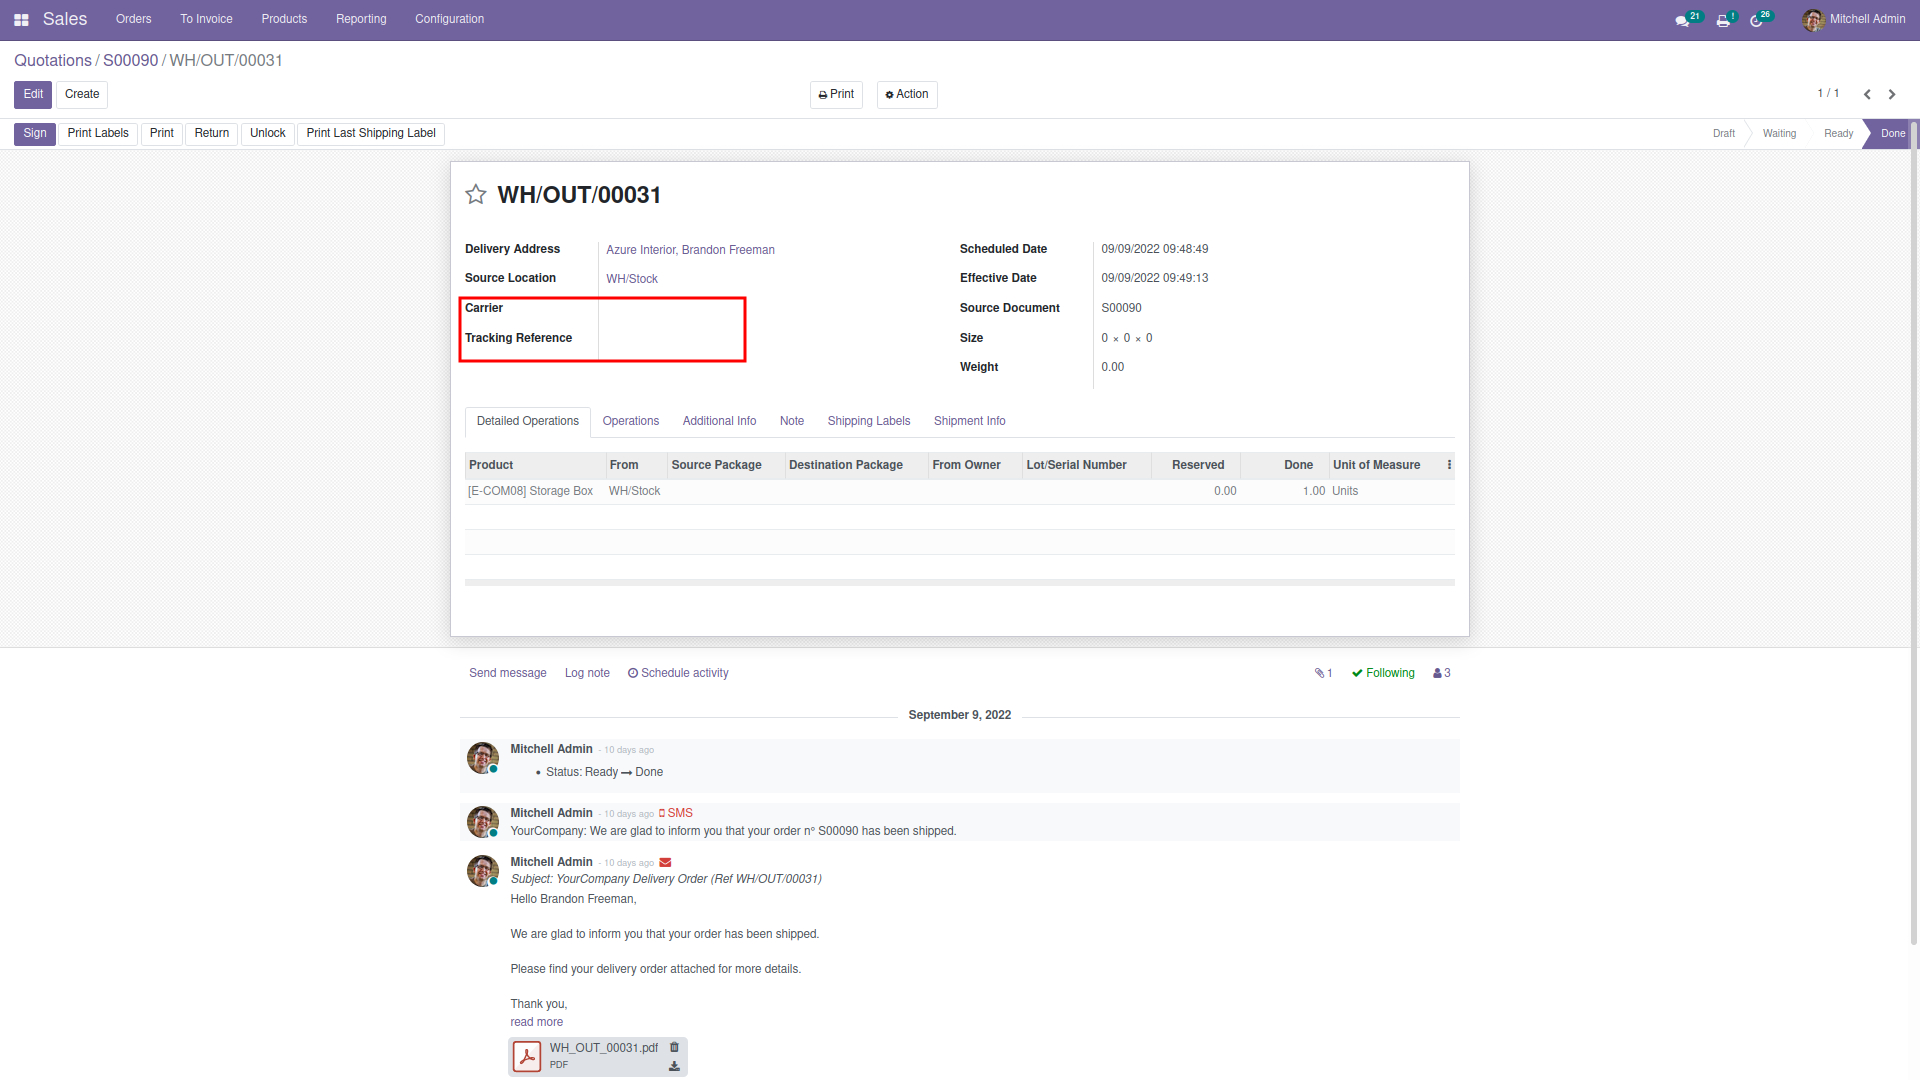 Sales Orders To Invoice Products Reporting Configuration 21 ! 26 Mitchell Admin
Quotations / S00090 / WH/OUT/00031
Edit Create Print Action 1 / 1
Sign Print Labels Print Return Unlock Print Last Shipping Label Draft Waiting Ready Done
WH/OUT/00031
Delivery Address Azure Interior, Brandon Freeman Scheduled Date 09/09/2022 09:48:49
Source Location WH/Stock Effective Date 09/09/2022 09:49:13
Carrier Source Document S00090
Tracking Reference Size 0 × 0 × 0
Weight 0.00
Detailed Operations Operations Additional Info Note Shipping Labels Shipment Info
Product From Source Package Destination Package From Owner Lot/Serial Number Reserved Done Unit of Measure
[E-COM08] Storage Box WH/Stock 0.00 1.00 Units
Send message Log note Schedule activity 1 Following 3
September 9, 2022
Mitchell Admin - 10 days ago
• Status: Ready → Done
Mitchell Admin - 10 days ago SMS
YourCompany: We are glad to inform you that your order n° S00090 has been shipped.
Mitchell Admin - 10 days ago
Subject: YourCompany Delivery Order (Ref WH/OUT/00031)
Hello Brandon Freeman,
We are glad to inform you that your order has been shipped.
Please find your delivery order attached for more details.
Thank you,
read more
WH_OUT_00031.pdf
PDF